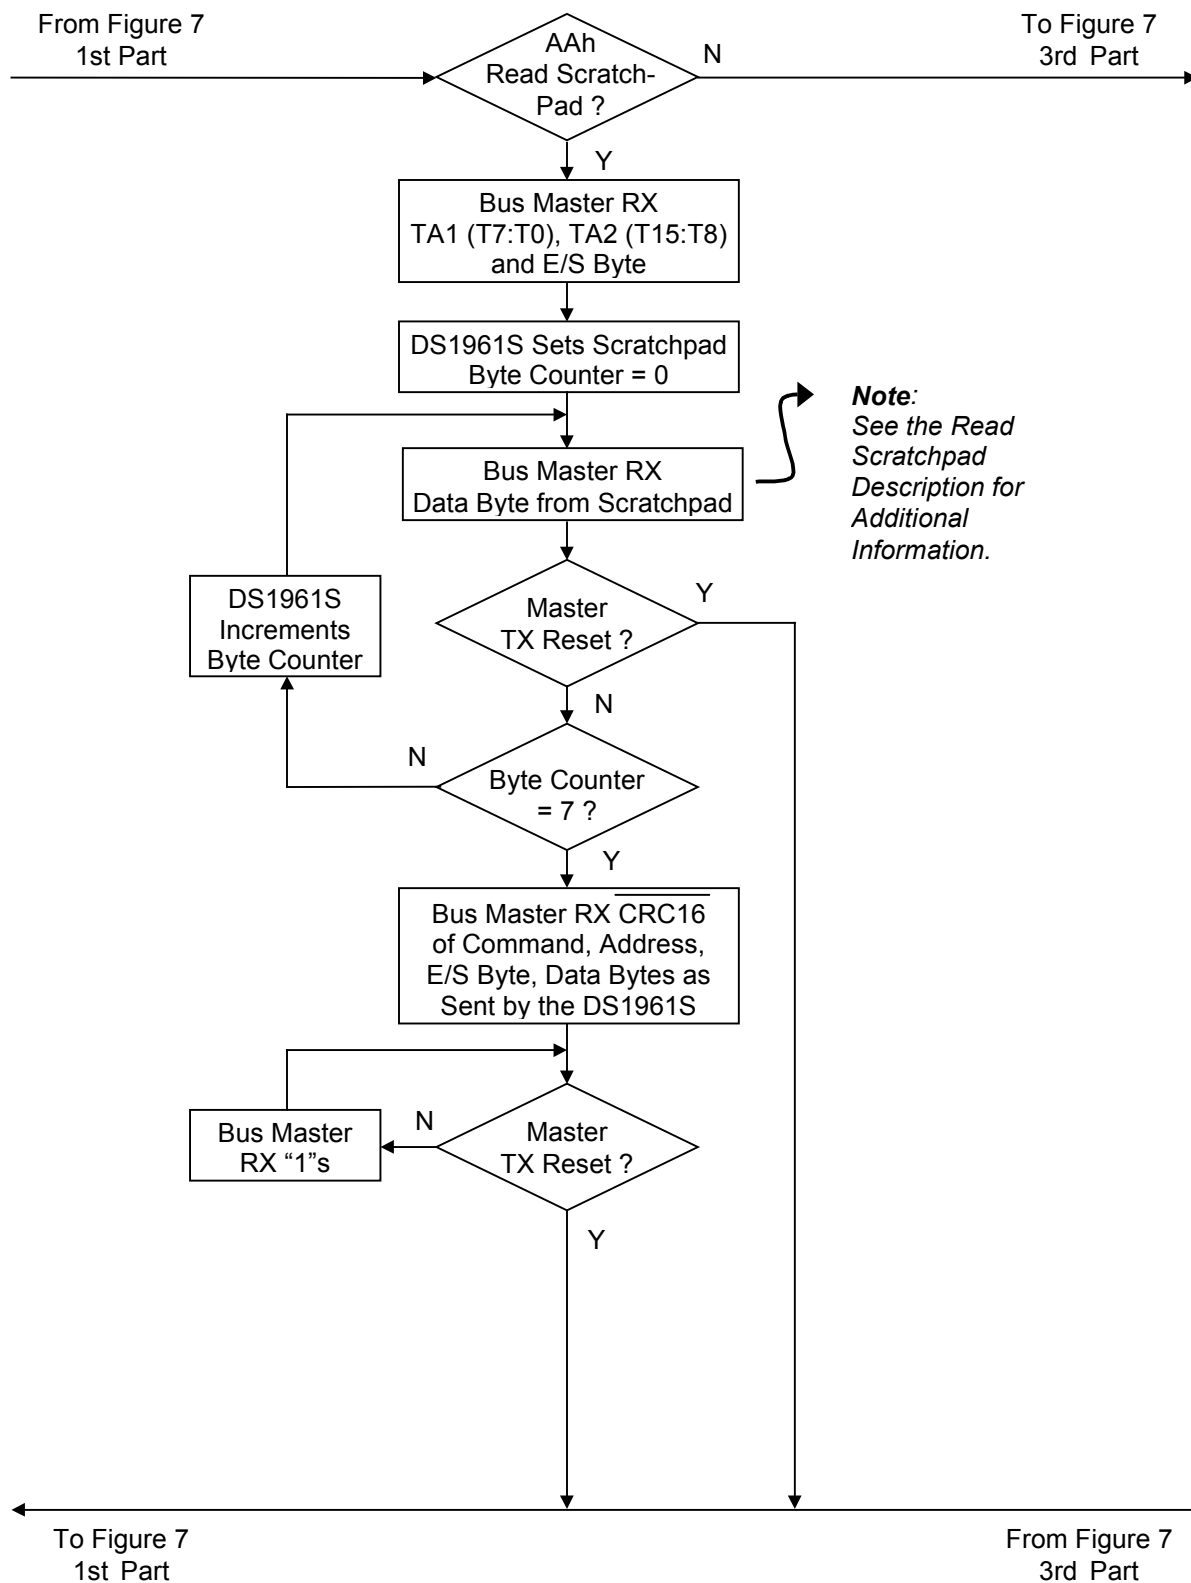 From Figure 7
1st Part
To Figure 7
3rd Part
AAh
Read Scratch-
Pad ?
N
Y
Bus Master RX
TA1 (T7:T0), TA2 (T15:T8)
and E/S Byte
DS1961S Sets Scratchpad
Byte Counter = 0
Note:
See the Read
Scratchpad
Description for
Additional
Information.
Bus Master RX
Data Byte from Scratchpad
DS1961S
Increments
Byte Counter
Master
TX Reset ?
Y
N
N
Byte Counter
= 7 ?
Y
Bus Master RX CRC16
of Command, Address,
E/S Byte, Data Bytes as
Sent by the DS1961S
Bus Master
RX “1”s
N
Master
TX Reset ?
Y
To Figure 7
1st Part
From Figure 7
3rd Part